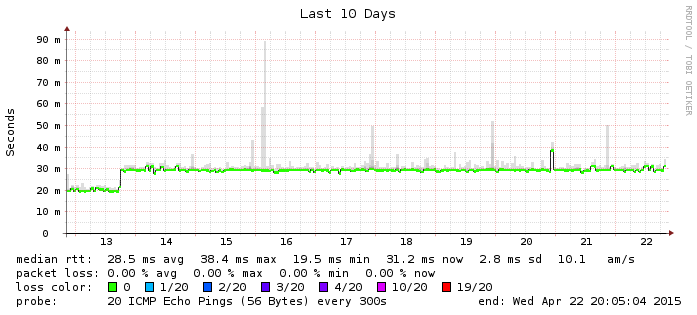 Last 10 Days
RRDTOOL / TOBI OETIKER
Seconds
90 m
80 m
70 m
60 m
50 m
40 m
30 m
20 m
10 m
0
13 14 15 16 17 18 19 20 21 22
median rtt: 28.5 ms avg 38.4 ms max 19.5 ms min 31.2 ms now 2.8 ms sd 10.1 am/s
packet loss: 0.00 % avg 0.00 % max 0.00 % min 0.00 % now
loss color: 0 1/20 2/20 3/20 4/20 10/20 19/20
probe: 20 ICMP Echo Pings (56 Bytes) every 300s end: Wed Apr 22 20:05:04 2015